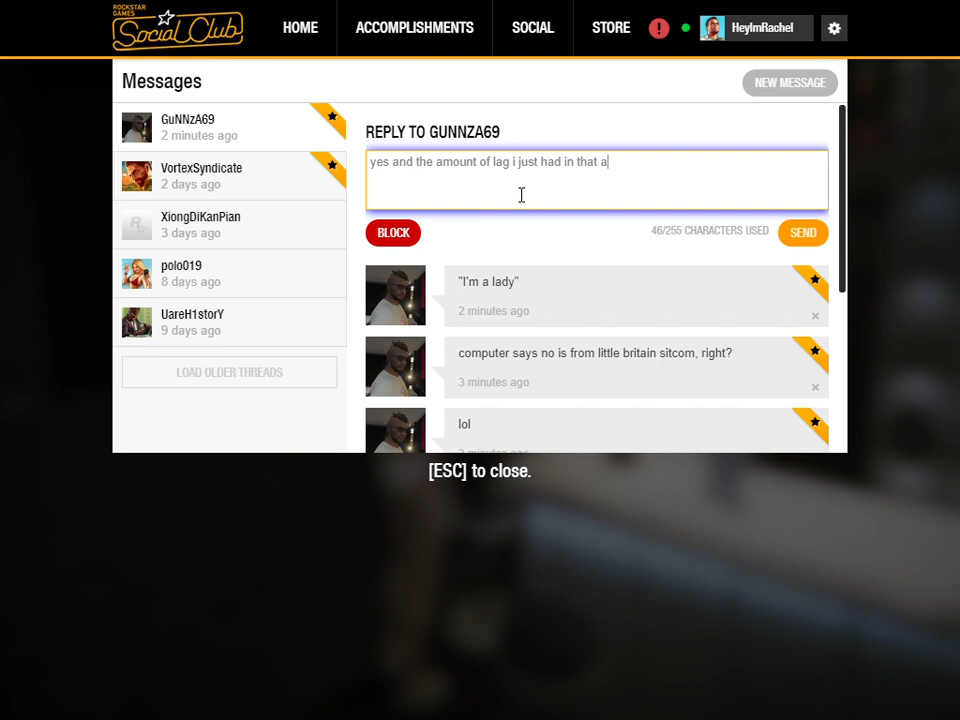 ROCKSTAR
GAMES
Social Club
HOME
ACCOMPLISHMENTS
SOCIAL
STORE
HeyImRachel
Messages
NEW MESSAGE
GuNNzA69
2 minutes ago
VortexSyndicate
2 days ago
XiongDiKanPian
3 days ago
polo019
8 days ago
UareH1storY
9 days ago
LOAD OLDER THREADS
REPLY TO GUNNZA69
yes and the amount of lag i just had in that a
BLOCK
46/255 CHARACTERS USED
SEND
"I'm a lady"
2 minutes ago
computer says no is from little britain sitcom, right?
3 minutes ago
lol
[ESC] to close.